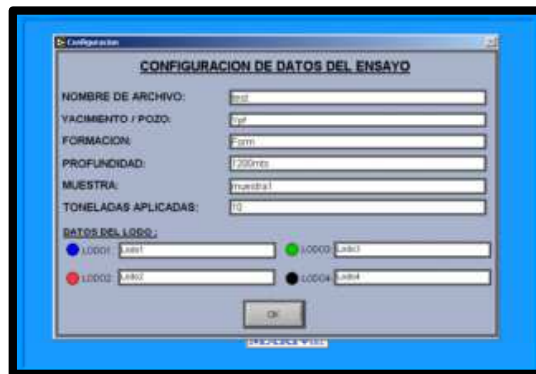 Configuracion
CONFIGURACION DE DATOS DEL ENSAYO
NOMBRE DE ARCHIVO: test
YACIMIENTO / POZO: Ypf
FORMACION: Form
PROFUNDIDAD: 1200mts
MUESTRA: muestra1
TONELADAS APLICADAS: 10
DATOS DEL LODO :
LODO1: Lodo1 LODO3: Lodo3
LODO2: Lodo2 LODO4: Lodo4
OK